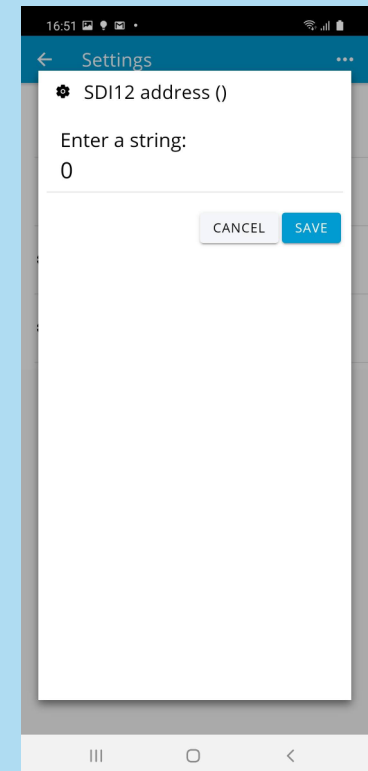 16:51
Settings
SDI12 address ()
Enter a string:
0
CANCEL SAVE